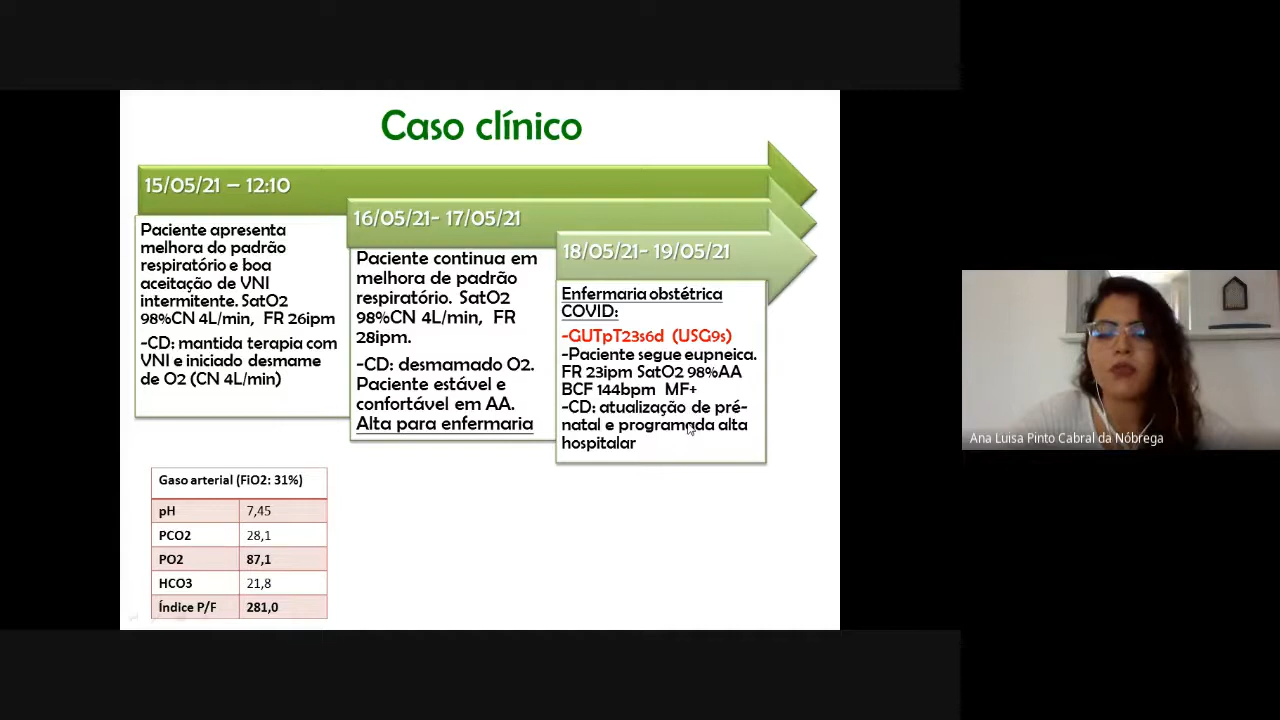 Caso clínico
15/05/21 – 12:10
Paciente apresenta
melhora do padrão
respiratório e boa
aceitação de VNI
intermitente. SatO2
98%CN 4L/min, FR 26ipm
-CD: mantida terapia com
VNI e iniciado desmame
de O2 (CN 4L/min)
16/05/21- 17/05/21
Paciente continua em
melhora de padrão
respiratório. SatO2
98%CN 4L/min, FR
28ipm.
-CD: desmamado O2.
Paciente estável e
confortável em AA.
Alta para enfermaria
18/05/21- 19/05/21
Enfermaria obstétrica
COVID:
-GUTpT23s6d (USG9s)
-Paciente segue eupneica.
FR 23ipm SatO2 98%AA
BCF 144bpm MF+
-CD: atualização de pré-
natal e programada alta
hospitalar
Gaso arterial (FiO2: 31%)
pH 7,45
PCO2 28,1
PO2 87,1
HCO3 21,8
Índice P/F 281,0
Ana Luisa Pinto Cabral da Nóbrega